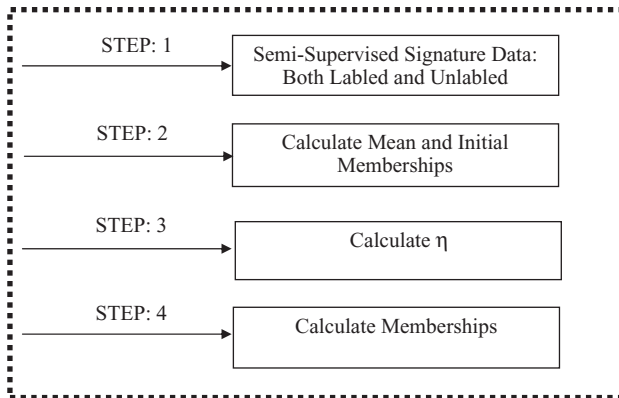 STEP: 1
Semi-Supervised Signature Data:
Both Labled and Unlabled
STEP: 2
Calculate Mean and Initial
Memberships
STEP: 3
Calculate η
STEP: 4
Calculate Memberships